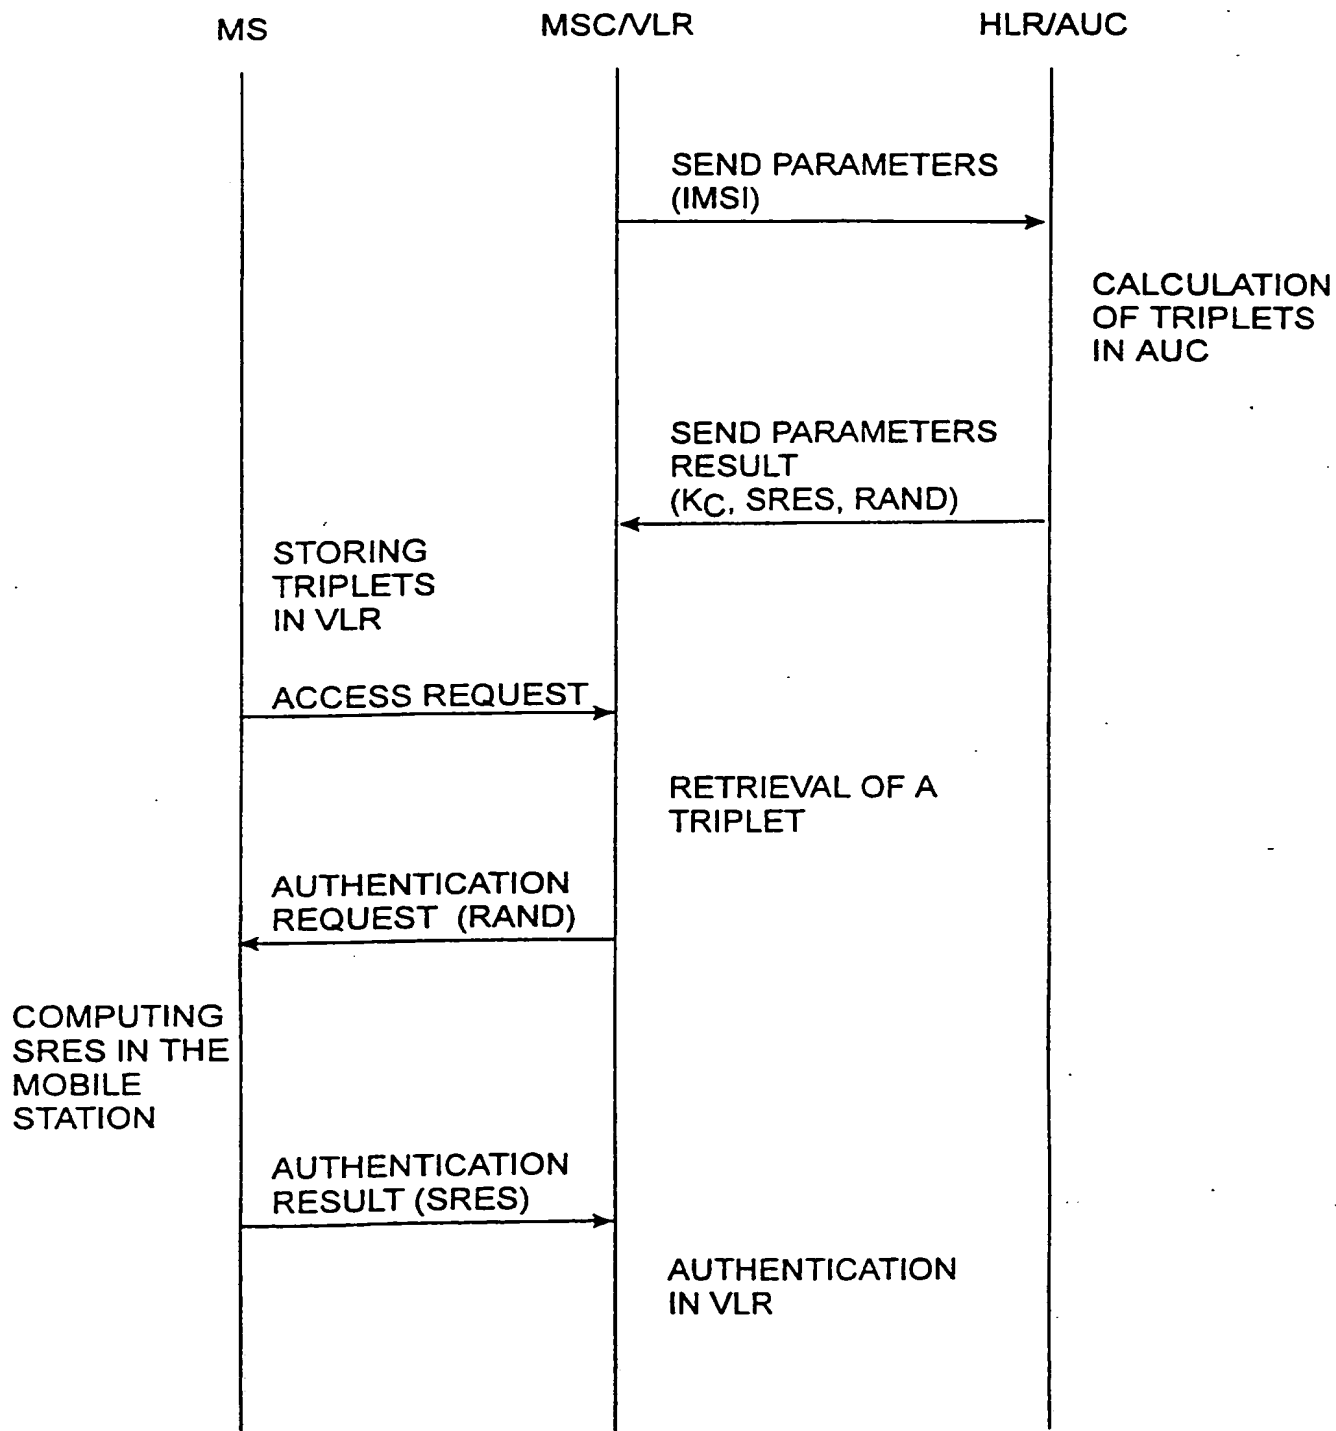 MS
MSC/VLR
HLR/AUC
SEND PARAMETERS
(IMSI)
CALCULATION
OF TRIPLETS
IN AUC
SEND PARAMETERS
RESULT
(KC, SRES, RAND)
STORING
TRIPLETS
IN VLR
ACCESS REQUEST
RETRIEVAL OF A
TRIPLET
AUTHENTICATION
REQUEST (RAND)
COMPUTING
SRES IN THE
MOBILE
STATION
AUTHENTICATION
RESULT (SRES)
AUTHENTICATION
IN VLR